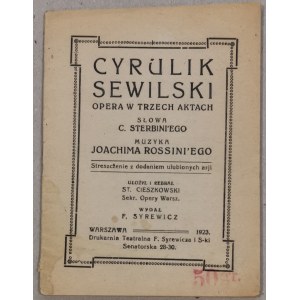 CYRULIK
SEWILSKI
OPERA W TRZECH AKTACH
SŁOWA
C. STERBINI'EGO
MUZYKA
JOACHIMA ROSSINI'EGO
Streszczenie z dodaniem ulubionych aryj
UŁOŻYŁ I ZEBRAŁ
ST. CIESZKOWSKI
Sekr. Opery Warsz.
WYDAŁ
F. SYREWICZ
WARSZAWA 1923.
Drukarnia Teatralna F. Syrewicza i S-ki
Senatorska 28-30.